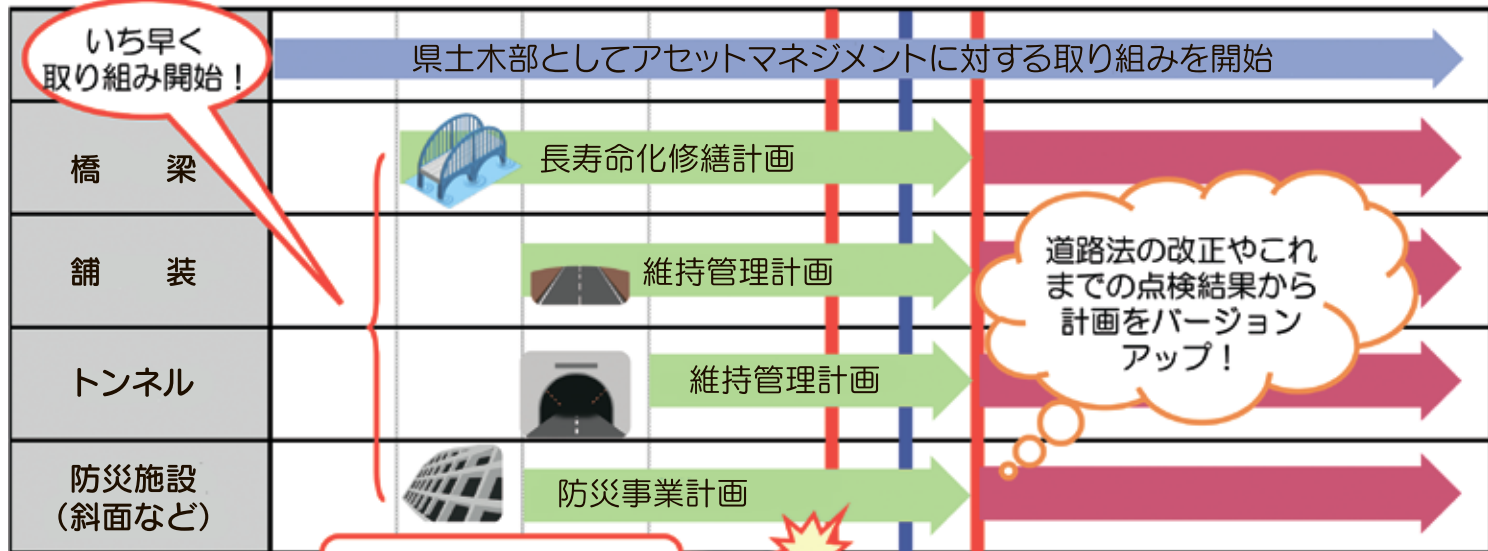 いち早く
取り組み開始！
県土木部としてアセットマネジメントに対する取り組みを開始
橋　　梁
長寿命化修繕計画
舗　　装
維持管理計画
道路法の改正やこれ
までの点検結果から
計画をバージョン
アップ！
トンネル
維持管理計画
防災施設
（斜面など）
防災事業計画